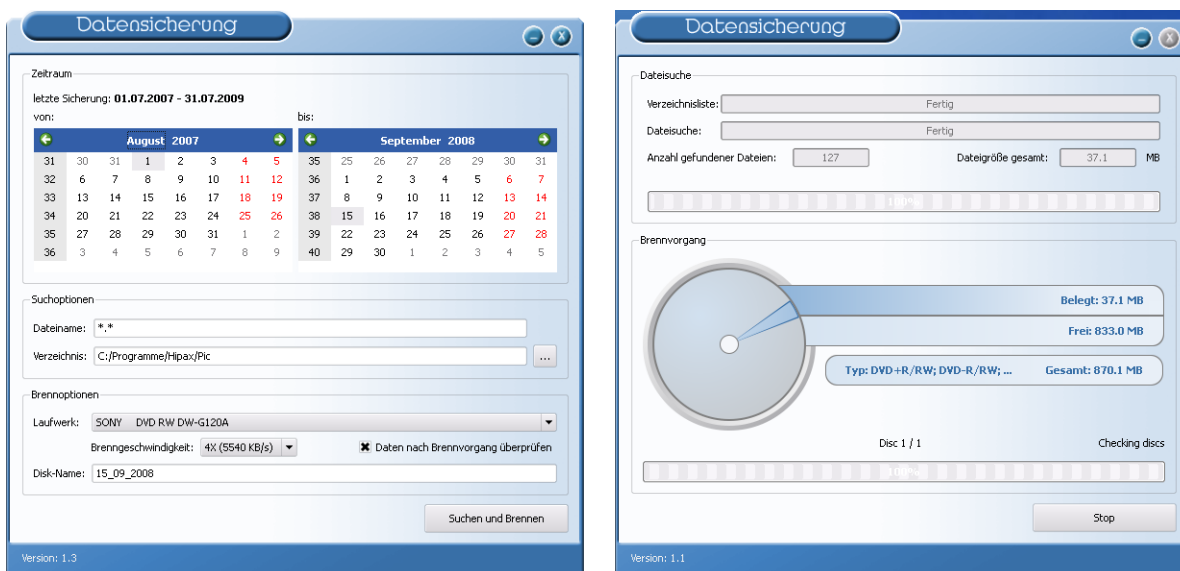 Datensicherung
Zeitraum
letzte Sicherung: 01.07.2007 - 31.07.2009
von:
bis:
August 2007
31 30 31 1 2 3 4 5
32 6 7 8 9 10 11 12
33 13 14 15 16 17 18 19
34 20 21 22 23 24 25 26
35 27 28 29 30 31 1 2
36 3 4 5 6 7 8 9
September 2008
35 25 26 27 28 29 30 31
36 1 2 3 4 5 6 7
37 8 9 10 11 12 13 14
38 15 16 17 18 19 20 21
39 22 23 24 25 26 27 28
40 29 30 1 2 3 4 5
Suchoptionen
Dateiname: *.*
Verzeichnis: C:/Programme/Hipax/Pic
...
Brennoptionen
Laufwerk: SONY DVD RW DW-G120A
Brenngeschwindigkeit: 4X (5540 KB/s)
Daten nach Brennvorgang überprüfen
Disk-Name: 15_09_2008
Suchen und Brennen
Version: 1.3
Datensicherung
Dateisuche
Verzeichnisliste: Fertig
Dateisuche: Fertig
Anzahl gefundener Dateien: 127 Dateigröße gesamt: 37.1 MB
100%
Brennvorgang
Belegt: 37.1 MB
Frei: 833.0 MB
Typ: DVD+R/RW; DVD-R/RW; ... Gesamt: 870.1 MB
Disc 1 / 1 Checking discs
100%
Stop
Version: 1.1